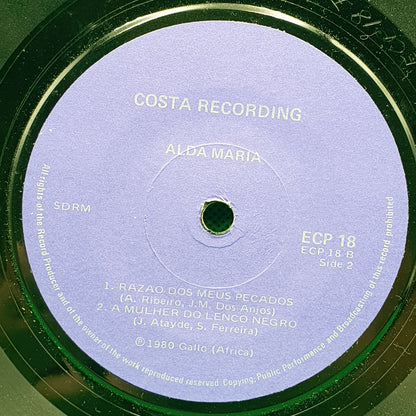 COSTA RECORDING
ALDA MARIA
SDRM
ECP 18
ECP 18 B
Side 2
1. RAZAO DOS MEUS PECADOS
(A. Ribeiro, J.M. Dos Anjos)
2. A MULHER DO LENCO NEGRO
(J. Atayde, S. Ferreira)
℗ 1980 Gallo (Africa)
All rights of the Record Producer and of the owner of the work reproduced reserved. Copying, Public Performance and Broadcasting of this record prohibited